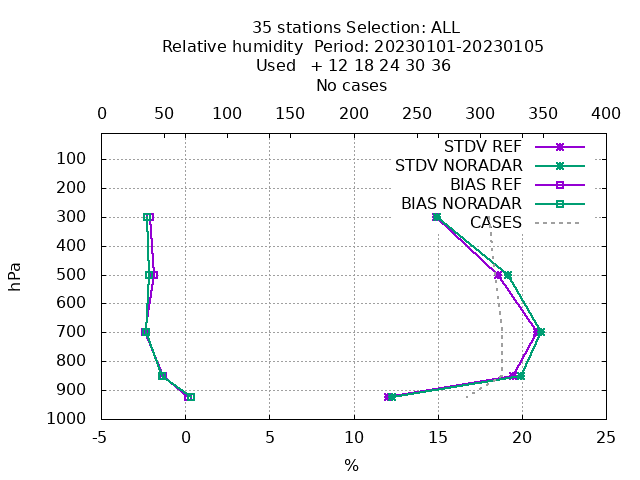 35 stations Selection: ALL
Relative humidity  Period: 20230101-20230105
Used   + 12 18 24 30 36
No cases
0 50 100 150 200 250 300 350 400
STDV REF
STDV NORADAR
BIAS REF
BIAS NORADAR
CASES
100
200
300
400
500
600
700
800
900
1000
hPa
-5 0 5 10 15 20 25
%